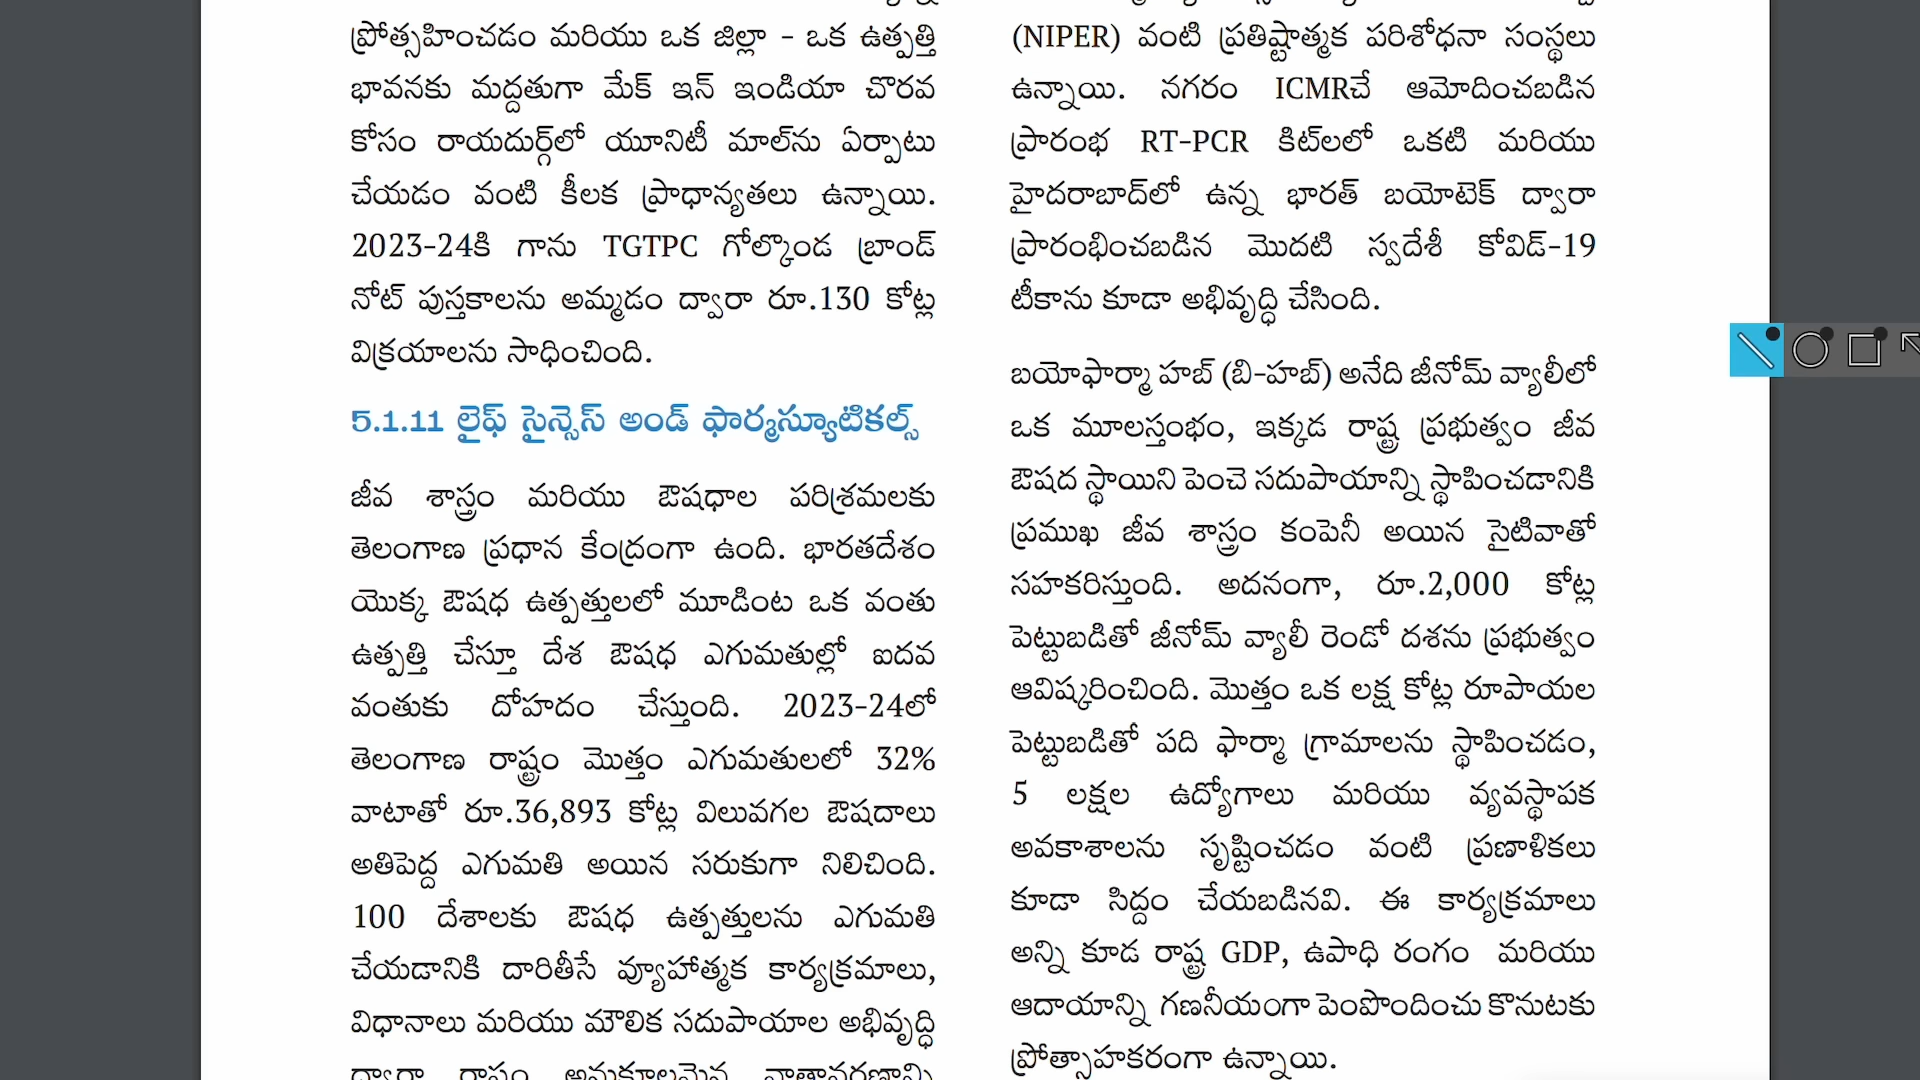 ప్రోత్సహించడం మరియు ఒక జిల్లా - ఒక ఉత్పత్తి
భావనకు మద్దతుగా మేక్ ఇన్ ఇండియా చొరవ
కోసం రాయదుర్గ్‌లో యూనిటీ మాల్‌ను ఏర్పాటు
చేయడం వంటి కీలక ప్రాధాన్యతలు ఉన్నాయి.
2023-24కి గాను TGTPC గోల్కొండ బ్రాండ్
నోట్ పుస్తకాలను అమ్మడం ద్వారా రూ.130 కోట్ల
విక్రయాలను సాధించింది.
5.1.11 లైఫ్ సైన్సెస్ అండ్ ఫార్మస్యూటికల్స్
జీవ శాస్త్రం మరియు ఔషధాల పరిశ్రమలకు
తెలంగాణ ప్రధాన కేంద్రంగా ఉంది. భారతదేశం
యొక్క ఔషధ ఉత్పత్తులలో మూడింట ఒక వంతు
ఉత్పత్తి చేస్తూ దేశ ఔషధ ఎగుమతుల్లో ఐదవ
వంతుకు దోహదం చేస్తుంది. 2023-24లో
తెలంగాణ రాష్ట్రం మొత్తం ఎగుమతులలో 32%
వాటాతో రూ.36,893 కోట్ల విలువగల ఔషదాలు
అతిపెద్ద ఎగుమతి అయిన సరుకుగా నిలిచింది.
100 దేశాలకు ఔషధ ఉత్పత్తులను ఎగుమతి
చేయడానికి దారితీసే వ్యూహాత్మక కార్యక్రమాలు,
విధానాలు మరియు మౌలిక సదుపాయాల అభివృద్ధి
(NIPER) వంటి ప్రతిష్టాత్మక పరిశోధనా సంస్థలు
ఉన్నాయి. నగరం ICMRచే ఆమోదించబడిన
ప్రారంభ RT-PCR కిట్‌లలో ఒకటి మరియు
హైదరాబాద్‌లో ఉన్న భారత్ బయోటెక్ ద్వారా
ప్రారంభించబడిన మొదటి స్వదేశీ కోవిడ్-19
టీకాను కూడా అభివృద్ధి చేసింది.
బయోఫార్మా హబ్ (బి-హబ్) అనేది జీనోమ్ వ్యాలీలో
ఒక మూలస్తంభం, ఇక్కడ రాష్ట్ర ప్రభుత్వం జీవ
ఔషద స్థాయిని పెంచె సదుపాయాన్ని స్థాపించడానికి
ప్రముఖ జీవ శాస్త్రం కంపెనీ అయిన సైటివాతో
సహకరిస్తుంది. అదనంగా, రూ.2,000 కోట్ల
పెట్టుబడితో జీనోమ్ వ్యాలీ రెండో దశను ప్రభుత్వం
ఆవిష్కరించింది. మొత్తం ఒక లక్ష కోట్ల రూపాయల
పెట్టుబడితో పది ఫార్మా గ్రామాలను స్థాపించడం,
5 లక్షల ఉద్యోగాలు మరియు వ్యవస్థాపక
అవకాశాలను సృష్టించడం వంటి ప్రణాళికలు
కూడా సిద్దం చేయబడినవి. ఈ కార్యక్రమాలు
అన్ని కూడ రాష్ట్ర GDP, ఉపాధి రంగం మరియు
ఆదాయాన్ని గణనీయంగా పెంపొందించు కొనుటకు
ప్రోత్సాహకరంగా ఉన్నాయి.